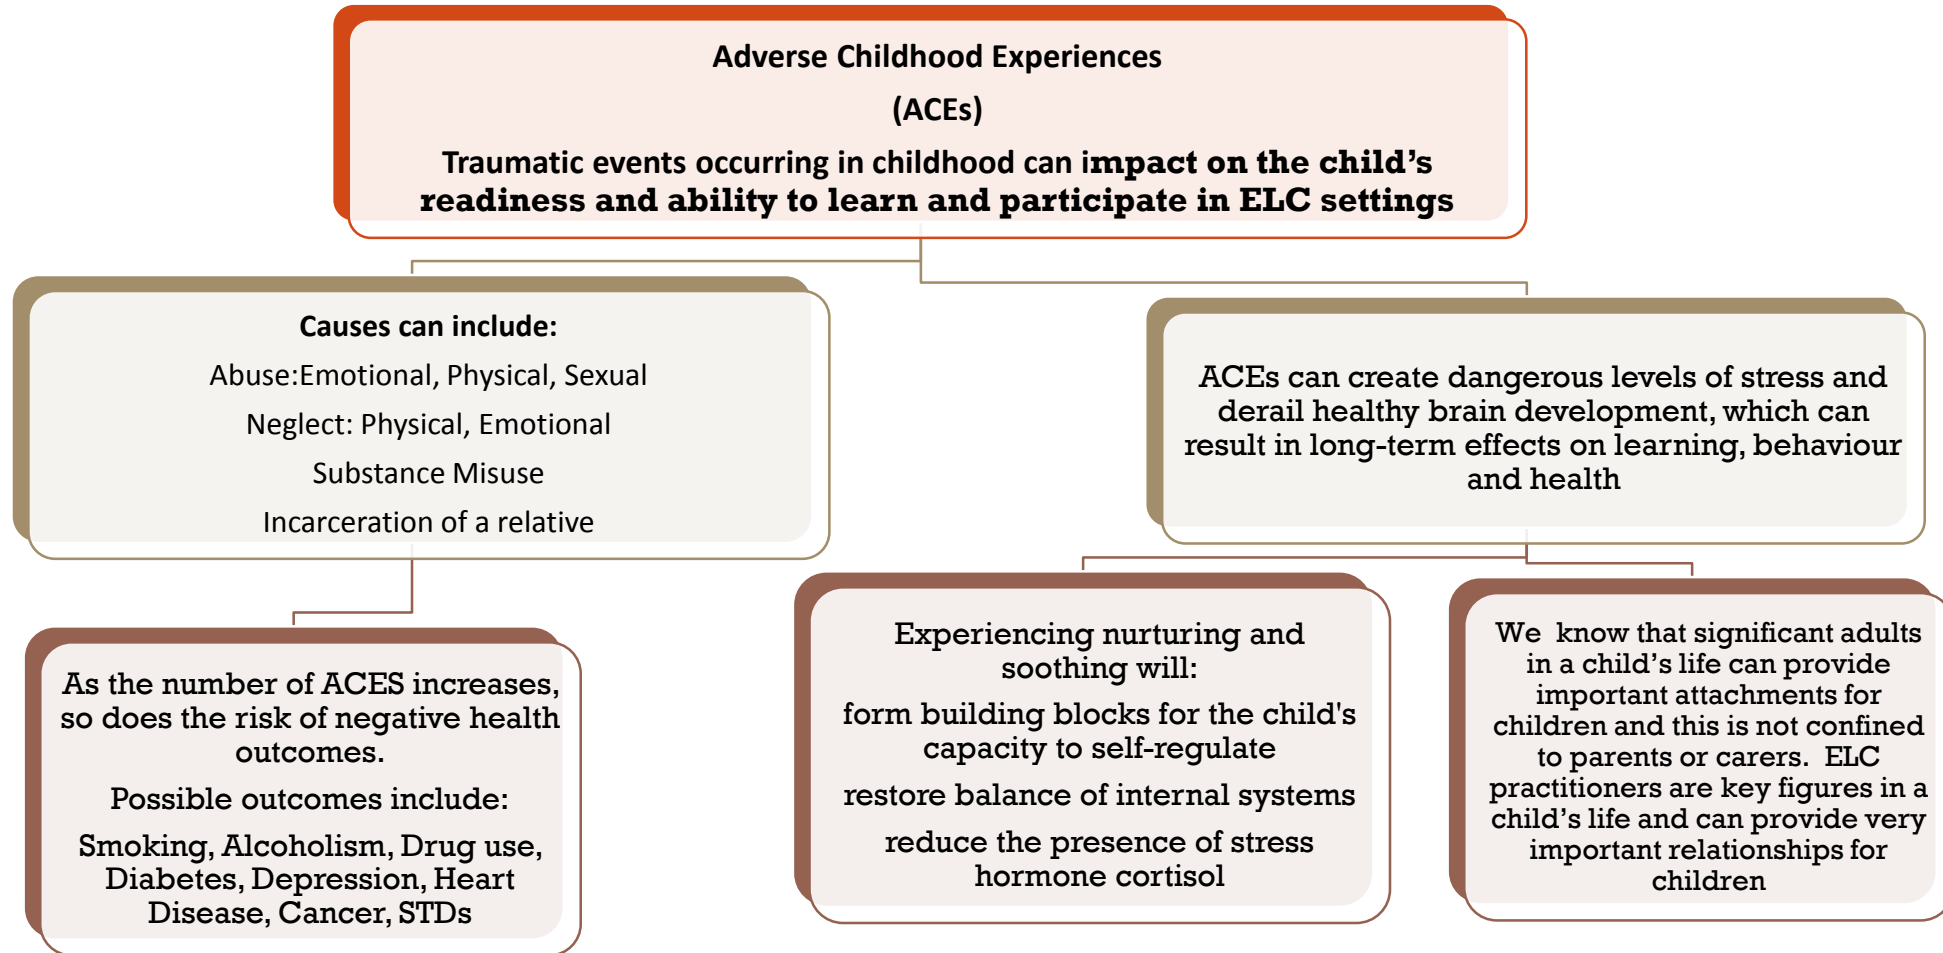 Adverse Childhood Experiences
(ACEs)
Traumatic events occurring in childhood can impact on the child’s
readiness and ability to learn and participate in ELC settings
Causes can include:
Abuse:Emotional, Physical, Sexual
Neglect: Physical, Emotional
Substance Misuse
Incarceration of a relative
ACEs can create dangerous levels of stress and
derail healthy brain development, which can
result in long-term effects on learning, behaviour
and health
As the number of ACES increases,
so does the risk of negative health
outcomes.
Possible outcomes include:
Smoking, Alcoholism, Drug use,
Diabetes, Depression, Heart
Disease, Cancer, STDs
Experiencing nurturing and
soothing will:
form building blocks for the child's
capacity to self-regulate
restore balance of internal systems
reduce the presence of stress
hormone cortisol
We know that significant adults
in a child’s life can provide
important attachments for
children and this is not confined
to parents or carers. ELC
practitioners are key figures in a
child’s life and can provide very
important relationships for
children